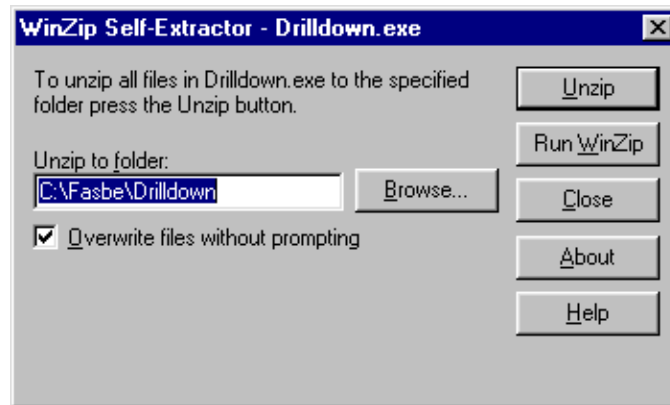 WinZip Self-Extractor - Drilldown.exe
To unzip all files in Drilldown.exe to the specified
folder press the Unzip button.
Unzip to folder:
C:\Fasbe\Drilldown
Browse...
Overwrite files without prompting
Unzip
Run WinZip
Close
About
Help